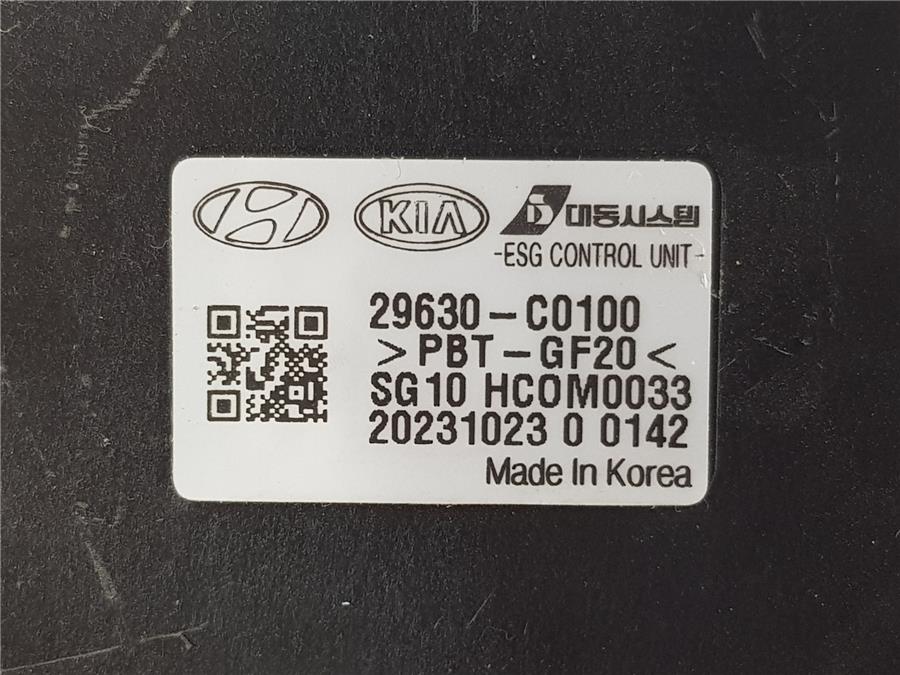 KIA DS 대동시스템
-ESG CONTROL UNIT-
29630-C0100
>PBT-GF20<
SG10 HCOM0033
20231023 0 0142
Made In Korea